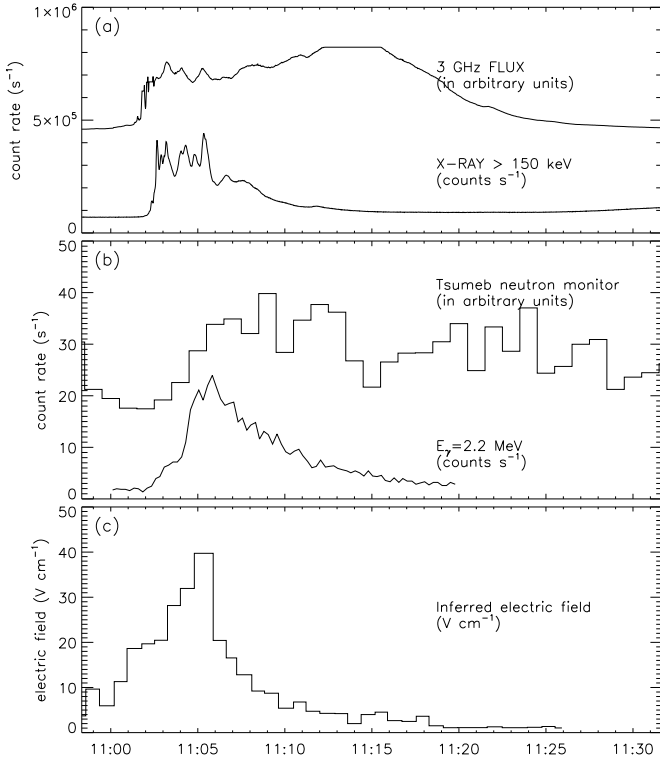 1×10⁶
(a)
3 GHz FLUX
(in arbitrary units)
5×10⁵
X-RAY > 150 keV
(counts s⁻¹)
0
count rate (s⁻¹)
50
(b)
Tsumeb neutron monitor
(in arbitrary units)
40
30
20
10
0
E_γ=2.2 MeV
(counts s⁻¹)
count rate (s⁻¹)
50
(c)
40
30
20
10
0
Inferred electric field
(V cm⁻¹)
electric field (V cm⁻¹)
11:00 11:05 11:10 11:15 11:20 11:25 11:30